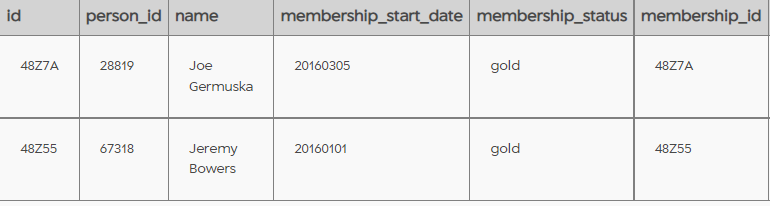 id person_id name membership_start_date membership_status membership_id
48Z7A 28819 Joe 20160305 gold 48Z7A
Germuska
48Z55 67318 Jeremy 20160101 gold 48Z55
Bowers